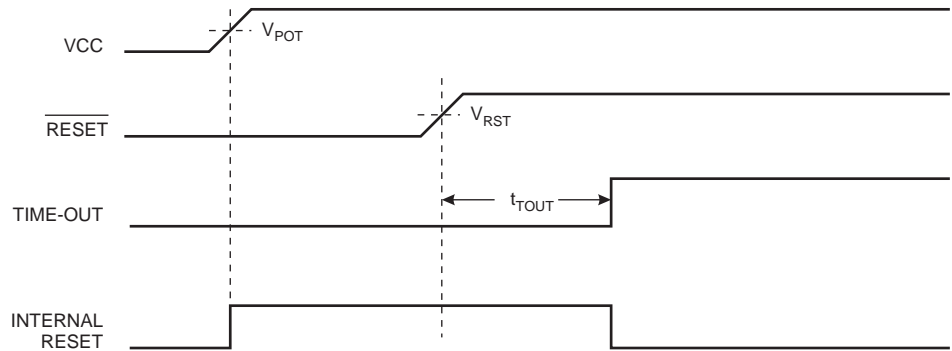 VCC
VPOT
RESET
VRST
TIME-OUT
tTOUT
INTERNAL
RESET